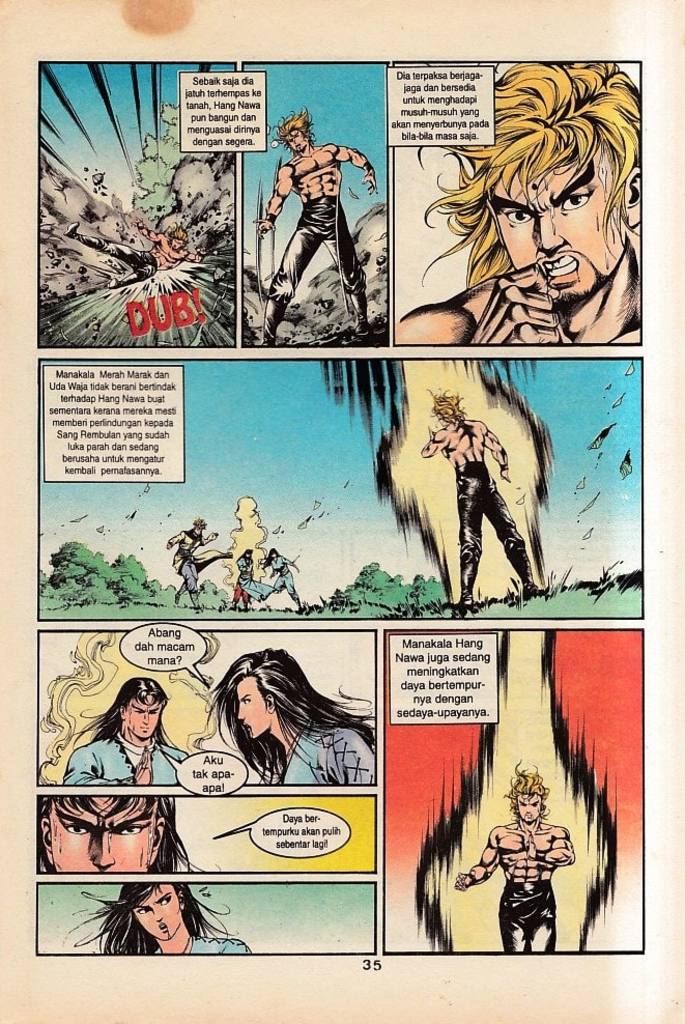 Sebaik saja dia
jatuh terhempas ke
tanah, Hang Nawa
pun bangun dan
menguasai dirinya
dengan segera.
Dia terpaksa berjaga-
jaga dan bersedia
untuk menghadapi
musuh-musuh yang
akan menyerbunya pada
bila-bila masa saja.
DUB!
Manakala Merah Marak dan
Uda Waja tidak berani bertindak
terhadap Hang Nawa buat
sementara kerana mereka mesti
memberi perlindungan kepada
Sang Rembulan yang sudah
luka parah dan sedang
berusaha untuk mengatur
kembali pernafasannya.
Abang
dah macam
mana?
Aku
tak apa-
apa!
Daya ber-
tempurku akan pulih
sebentar lagi!
Manakala Hang
Nawa juga sedang
meningkatkan
daya bertempur-
nya dengan
sedaya-upayanya.
35